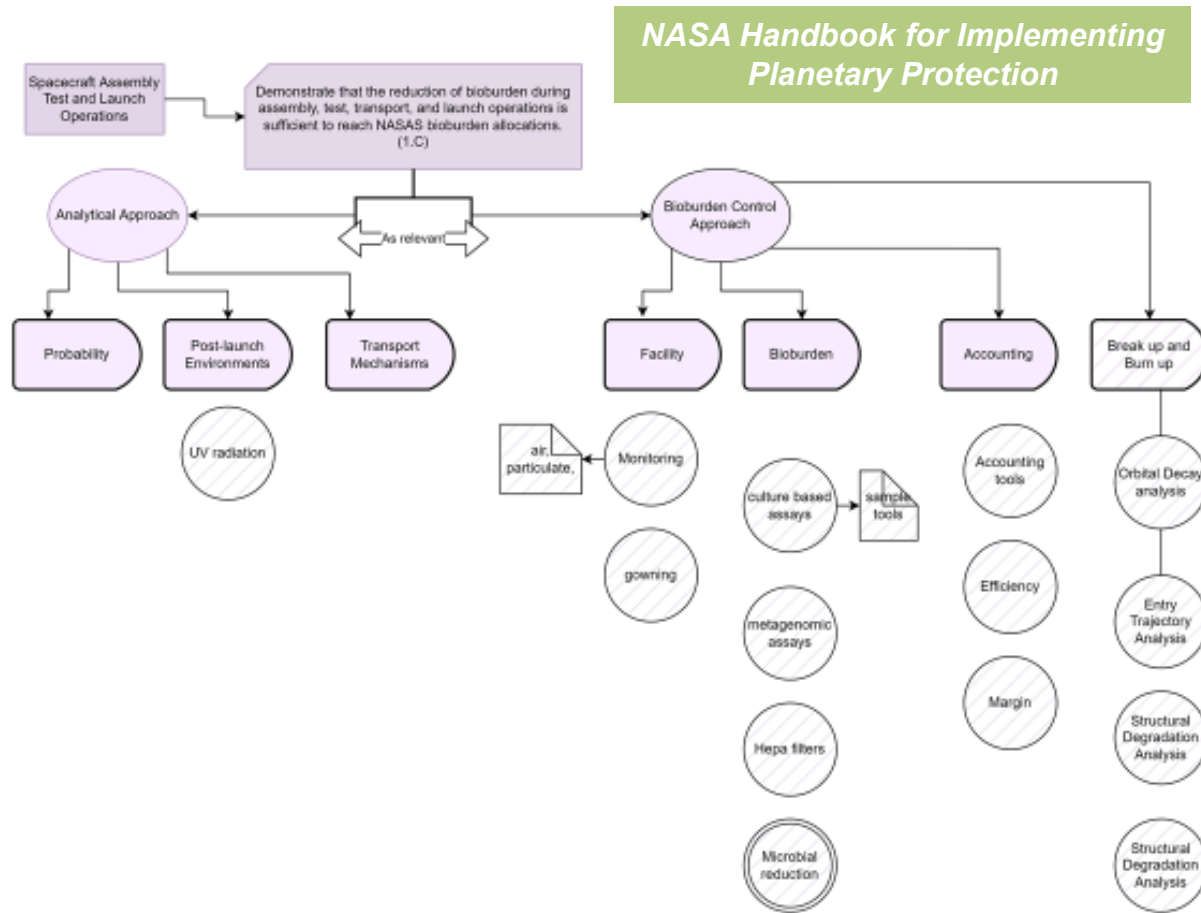 NASA Handbook for Implementing
Planetary Protection
Spacecraft Assembly
Test and Launch
Operations
Demonstrate that the reduction of bioburden during
assembly, test, transport, and launch operations is
sufficient to reach NASAS bioburden allocations.
(1.C)
Analytical Approach
As relevant
Bioburden Control
Approach
Probability
Post-launch
Environments
Transport
Mechanisms
Facility
Bioburden
Accounting
Break up and
Burn up
UV radiation
air,
particulate,
Monitoring
gowning
culture based
assays
sample
tools
metagenomic
assays
Hepa filters
Microbial
reduction
Accounting
tools
Efficiency
Margin
Orbital Decay
analysis
Entry
Trajectory
Analysis
Structural
Degradation
Analysis
Structural
Degradation
Analysis